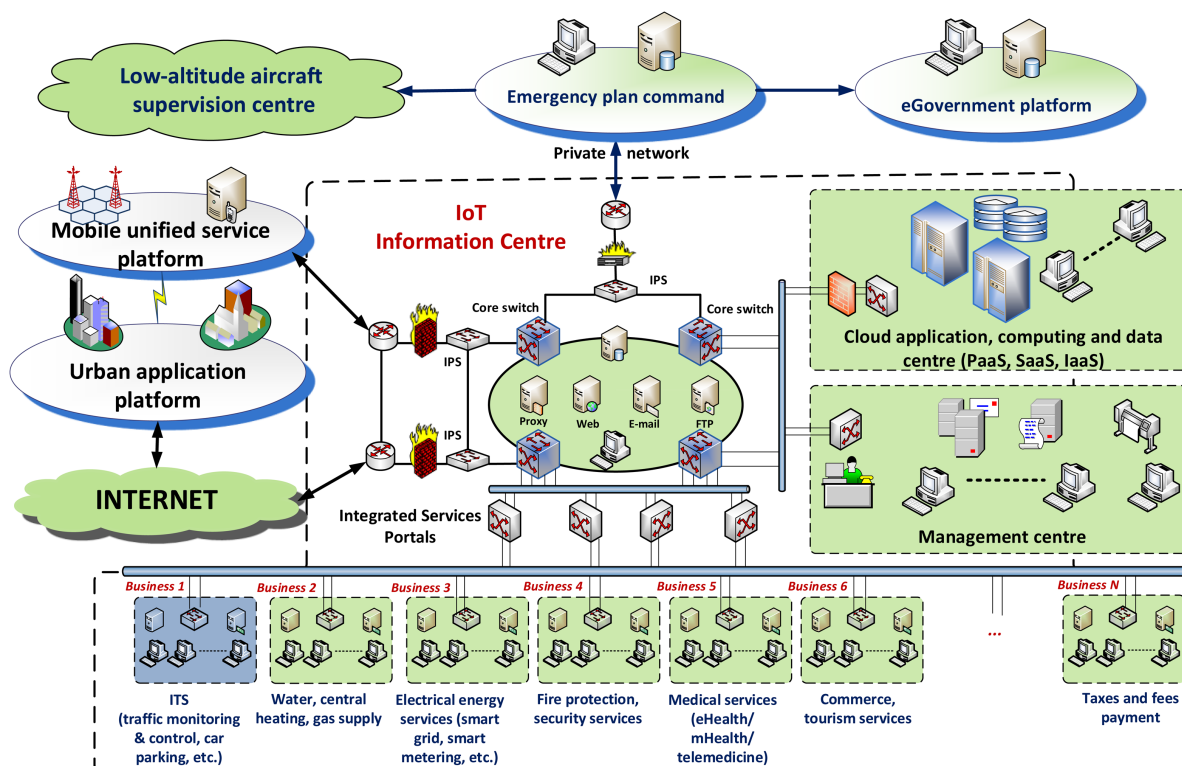 Low-altitude aircraft
supervision centre
Emergency plan command
eGovernment platform
Private network
Mobile unified service
platform
IoT
Information Centre
IPS
Core switch
Core switch
IPS
Cloud application, computing and data
centre (PaaS, SaaS, IaaS)
Urban application
platform
Proxy
Web
E-mail
FTP
IPS
INTERNET
Integrated Services
Portals
Management centre
Business 1
Business 2
Business 3
Business 4
Business 5
Business 6
...
Business N
ITS
(traffic monitoring
& control, car
parking, etc.)
Water, central
heating, gas supply
Electrical energy
services (smart
grid, smart
metering, etc.)
Fire protection,
security services
Medical services
(eHealth/
mHealth/
telemedicine)
Commerce,
tourism services
Taxes and fees
payment